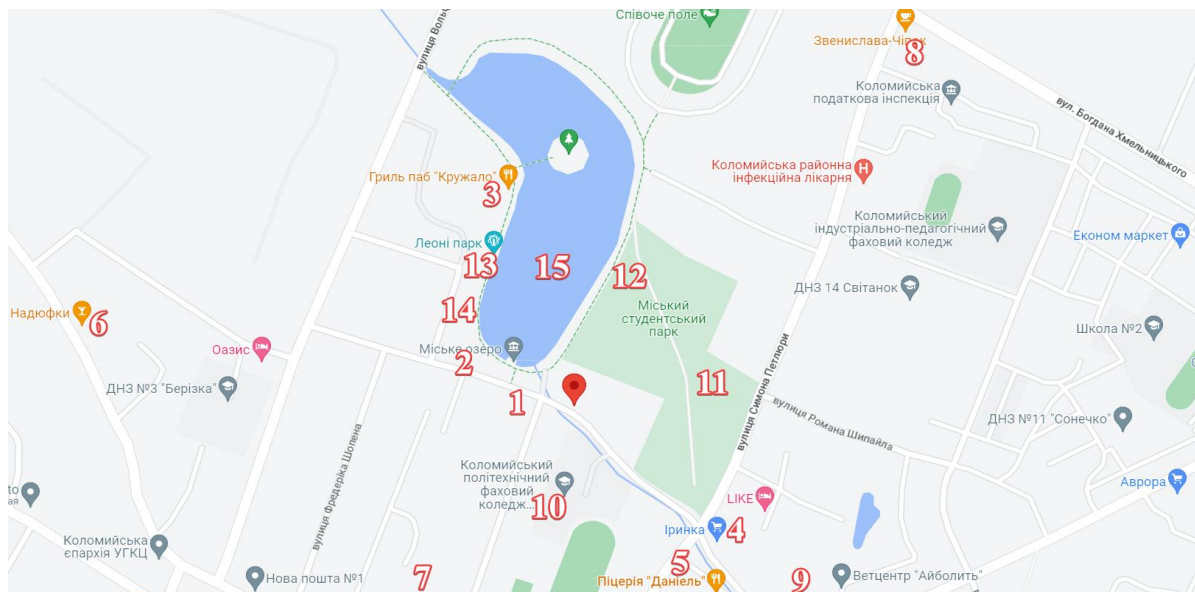 Співоче поле
вулиця Воль
Звенислава-Чіпак
8
Коломийська
податкова інспекція
вул. Богдана Хмельницького
Гриль паб "Кружало"
3
Коломийська районна
інфекційна лікарня
H
Коломийський
індустріально-педагогічний
фаховий коледж
Економ маркет
Леоні парк
13
15
12
ДНЗ 14 Світанок
14
Міський
студентський
парк
Надюфки
6
Школа №2
Оазис
Міське озеро
2
ДНЗ №3 "Берізка"
1
11
вулиця Симона Петлюри
вулиця Романа Шипайла
ДНЗ №11 "Сонечко"
вулиця Фредеріка Шопена
Коломийський
політехнічний
фаховий
коледж...
10
LIKE
Аврора
Іринка
4
Коломийська
єпархія УГКЦ
5
Нова пошта №1
7
Піцерія "Даніель"
9
Ветцентр "Айболить"